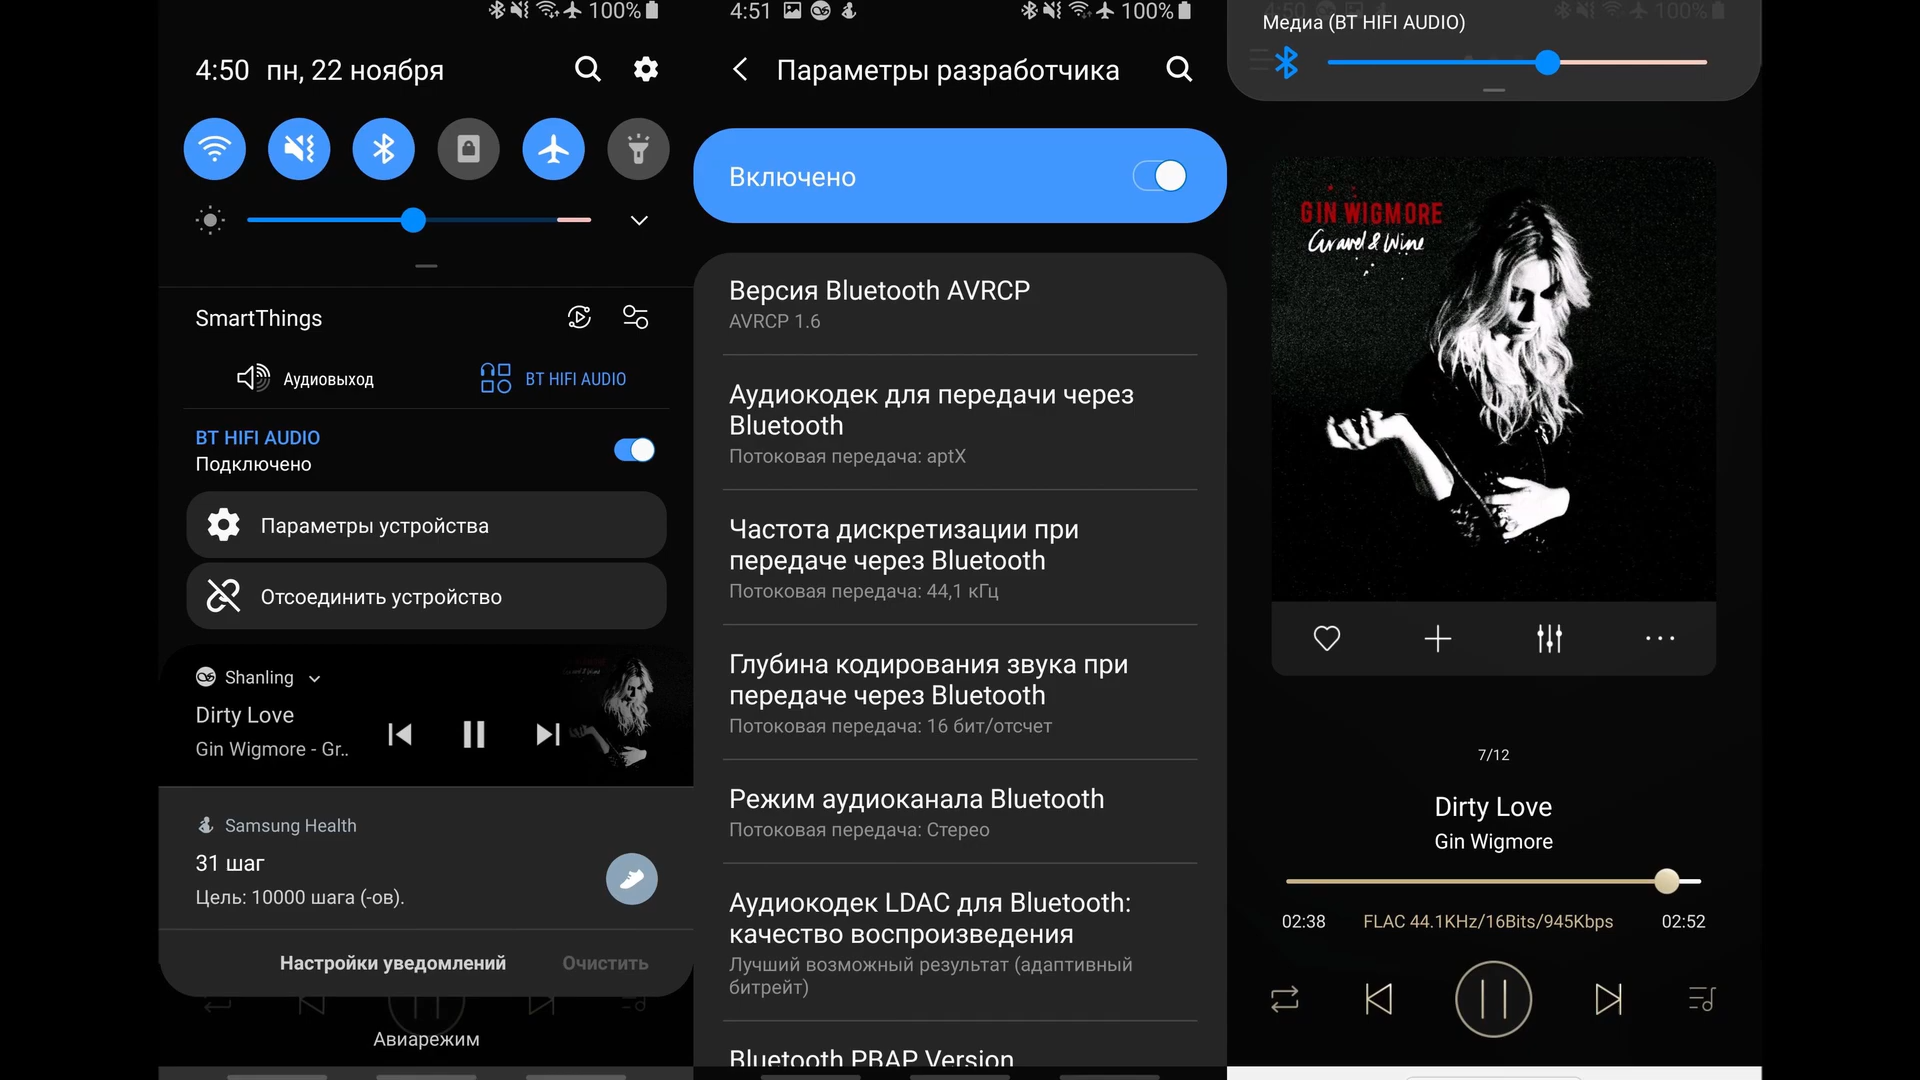 100%
4:50 пн, 22 ноября
SmartThings
Аудиовыход
BT HIFI AUDIO
BT HIFI AUDIO
Подключено
Параметры устройства
Отсоединить устройство
Shanling
Dirty Love
Gin Wigmore - Gr..
Samsung Health
31 шаг
Цель: 10000 шага (-ов).
Настройки уведомлений
Очистить
Авиарежим
4:51
100%
Параметры разработчика
Включено
Версия Bluetooth AVRCP
AVRCP 1.6
Аудиокодек для передачи через
Bluetooth
Потоковая передача: aptX
Частота дискретизации при
передаче через Bluetooth
Потоковая передача: 44,1 кГц
Глубина кодирования звука при
передаче через Bluetooth
Потоковая передача: 16 бит/отсчет
Режим аудиоканала Bluetooth
Потоковая передача: Стерео
Аудиокодек LDAC для Bluetooth:
качество воспроизведения
Лучший возможный результат (адаптивный
битрейт)
Bluetooth PBAP Version
4:50
100%
Медиа (BT HIFI AUDIO)
GIN WIGMORE
Gravel & Wine
7/12
Dirty Love
Gin Wigmore
02:38
FLAC 44.1KHz/16Bits/945Kbps
02:52